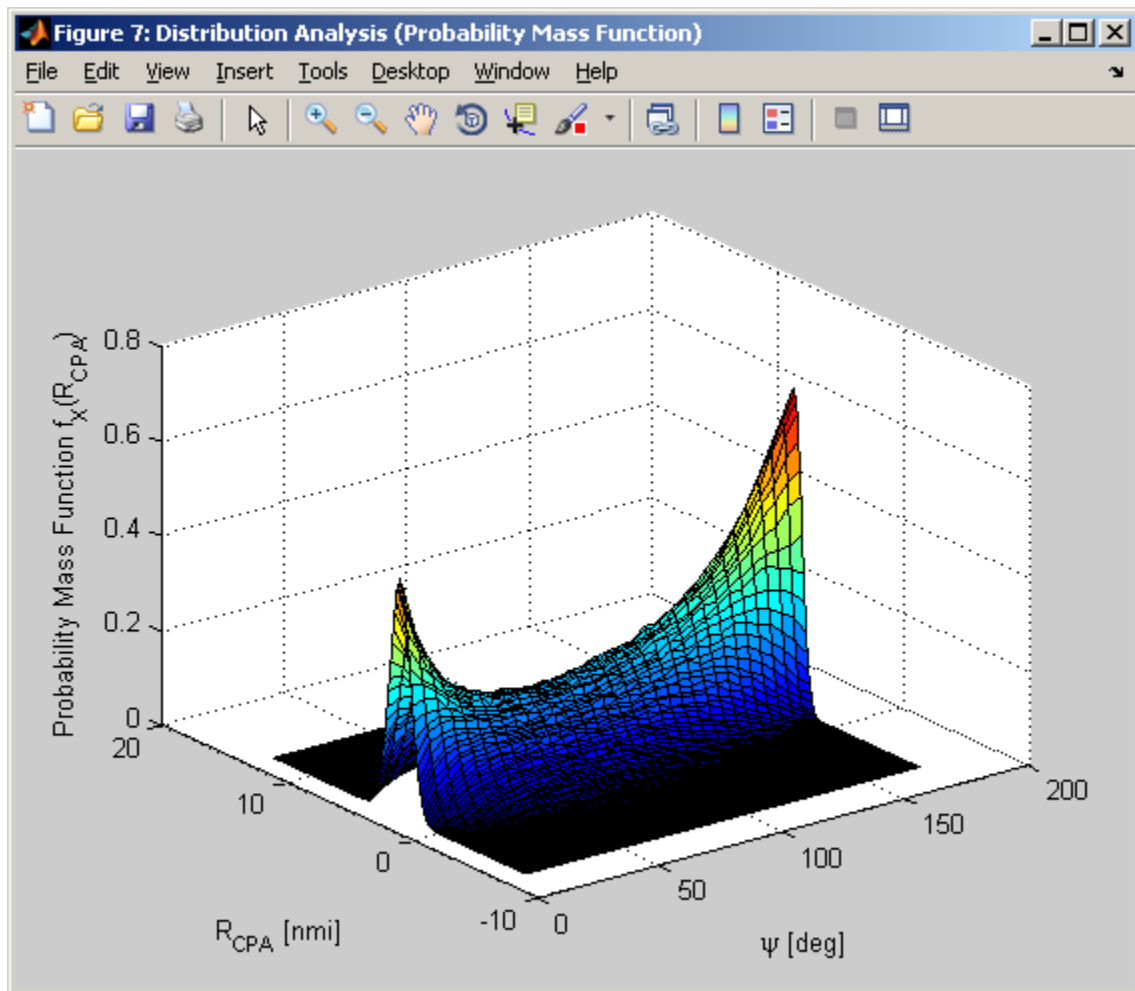 Figure 7: Distribution Analysis (Probability Mass Function)
File Edit View Insert Tools Desktop Window Help
Probability Mass Function f_X(R_CPA)
0.8
0.6
0.4
0.2
0
20
10
0
-10
R_CPA [nmi]
0
50
100
150
200
ψ [deg]